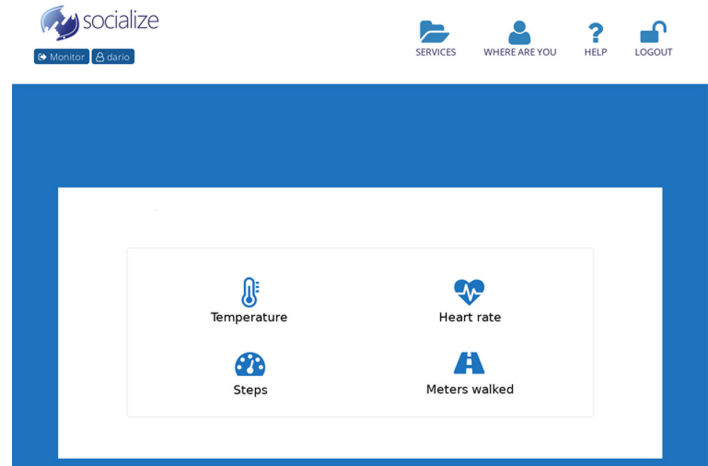 socialize
Monitor dario
SERVICES WHERE ARE YOU HELP LOGOUT
Temperature Heart rate
Steps Meters walked